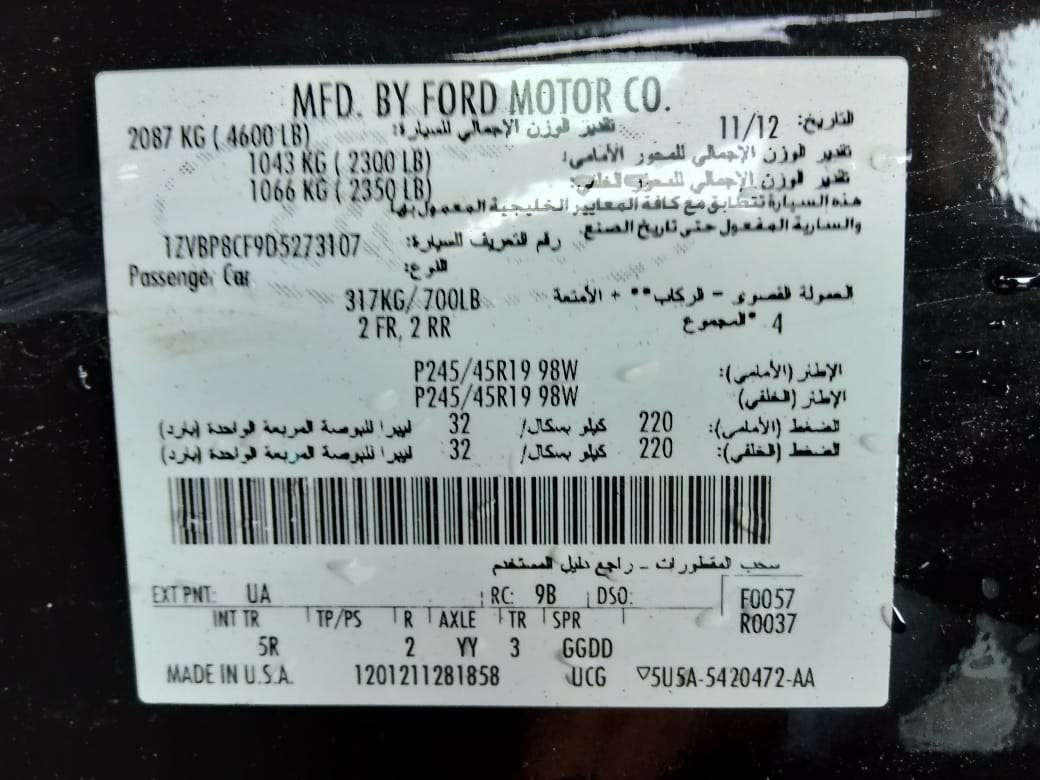 MFD. BY FORD MOTOR CO.
التاريخ: 11/12 تقدير الوزن الإجمالي للسيارة: 2087 KG ( 4600 LB)
تقدير الوزن الإجمالي للمحور الأمامي: 1043 KG ( 2300 LB)
تقدير الوزن الإجمالي للمحور الخلفي: 1066 KG ( 2350 LB)
هذه السيارة تتطابق مع كافة المعايير الخليجية المعمول بها
والسارية المفعول حتى تاريخ الصنع.
رقم التعريف للسيارة: 1ZVBP8CF9D5273107
النوع: Passenger Car
الحمولة القصوى - الركاب** + الأمتعة 317KG/ 700LB
4 *المجموع 2 FR, 2 RR
الإطار (الأمامي): P245/45R19 98W
الإطار (الخلفي) P245/45R19 98W
الضغط (الأمامي): 220 كيلو بسكال/ 32 ليبرا للبوصة المربعة الواحدة (بارد)
الضغط (الخلفي): 220 كيلو بسكال/ 32 ليبرا للبوصة المربعة الواحدة (بارد)
سحب المقطورات - راجع دليل المستخدم
EXT PNT: UA RC: 9B DSO: F0057
INT TR TP/PS R AXLE TR SPR R0037
5R 2 YY 3 GGDD
MADE IN U.S.A. 1201211281858 UCG ▽5U5A-5420472-AA